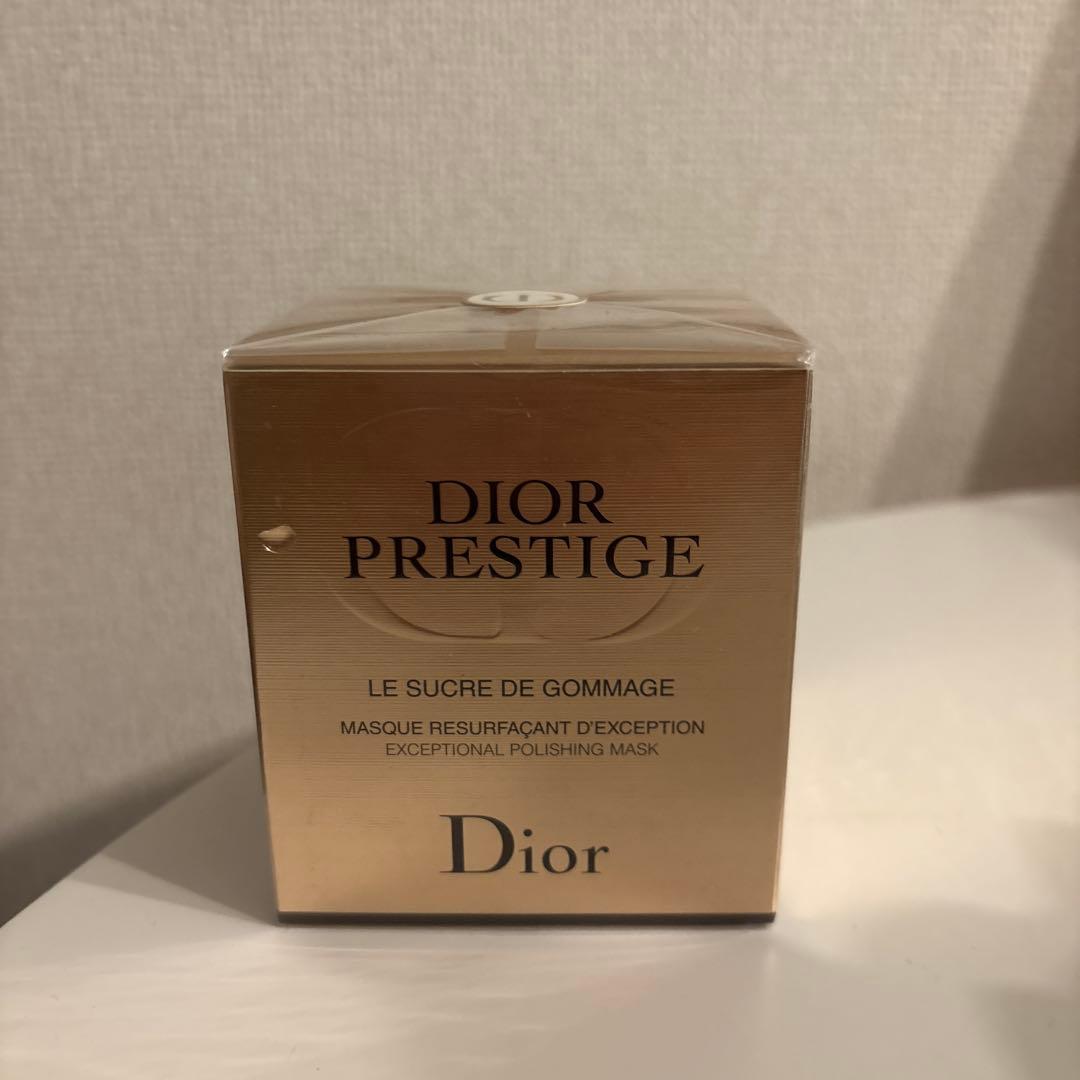 DIOR
PRESTIGE
LE SUCRE DE GOMMAGE
MASQUE RESURFAÇANT D'EXCEPTION
EXCEPTIONAL POLISHING MASK
Dior